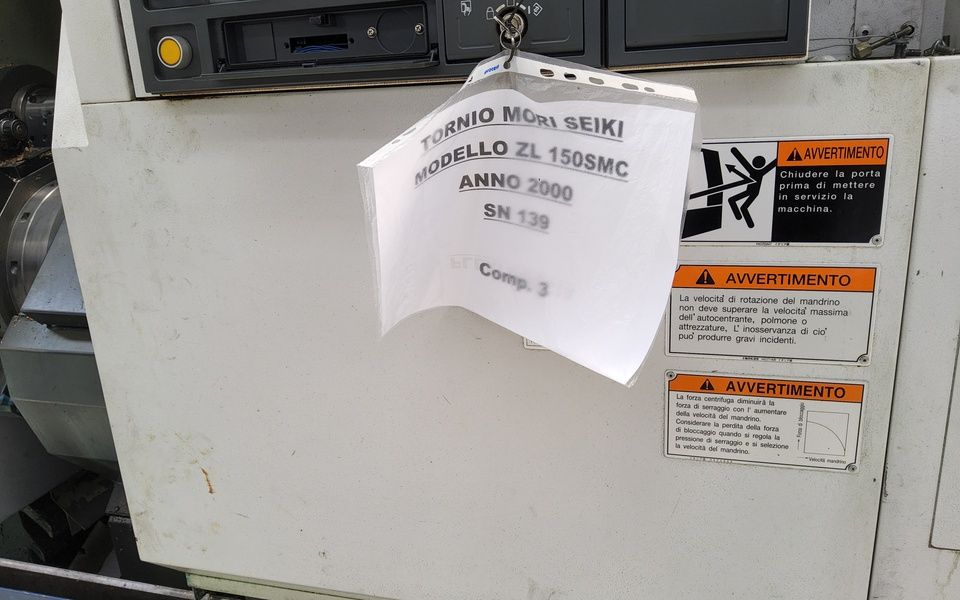 TORNIO MORI SEIKI
MODELLO ZL 150SMC
ANNO 2000
SN 139
Comp. 3
AVVERTIMENTO
Chiudere la porta
prima di mettere
in servizio la
macchina.
AVVERTIMENTO
La velocita' di rotazione del mandrino
non deve superare la velocita' massima
dell'autocentrante, polmone o
attrezzature, L' inosservanza di cio'
puo' produrre gravi incidenti.
AVVERTIMENTO
La forza centrifuga diminuirà la
forza di serraggio con l' aumentare
della velocità del mandrino.
Considerare la perdita della forza
di bloccaggio quando si regola la
pressione di serraggio e si selezione
la velocità del mandrino.
Forza di bloccaggio
Velocità mandrino